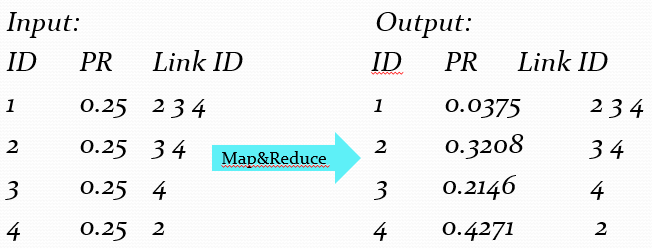 Input: Output:
ID PR Link ID ID PR Link ID
1 0.25 2 3 4 1 0.0375 2 3 4
2 0.25 3 4 Map&Reduce 2 0.3208 3 4
3 0.25 4 3 0.2146 4
4 0.25 2 4 0.4271 2